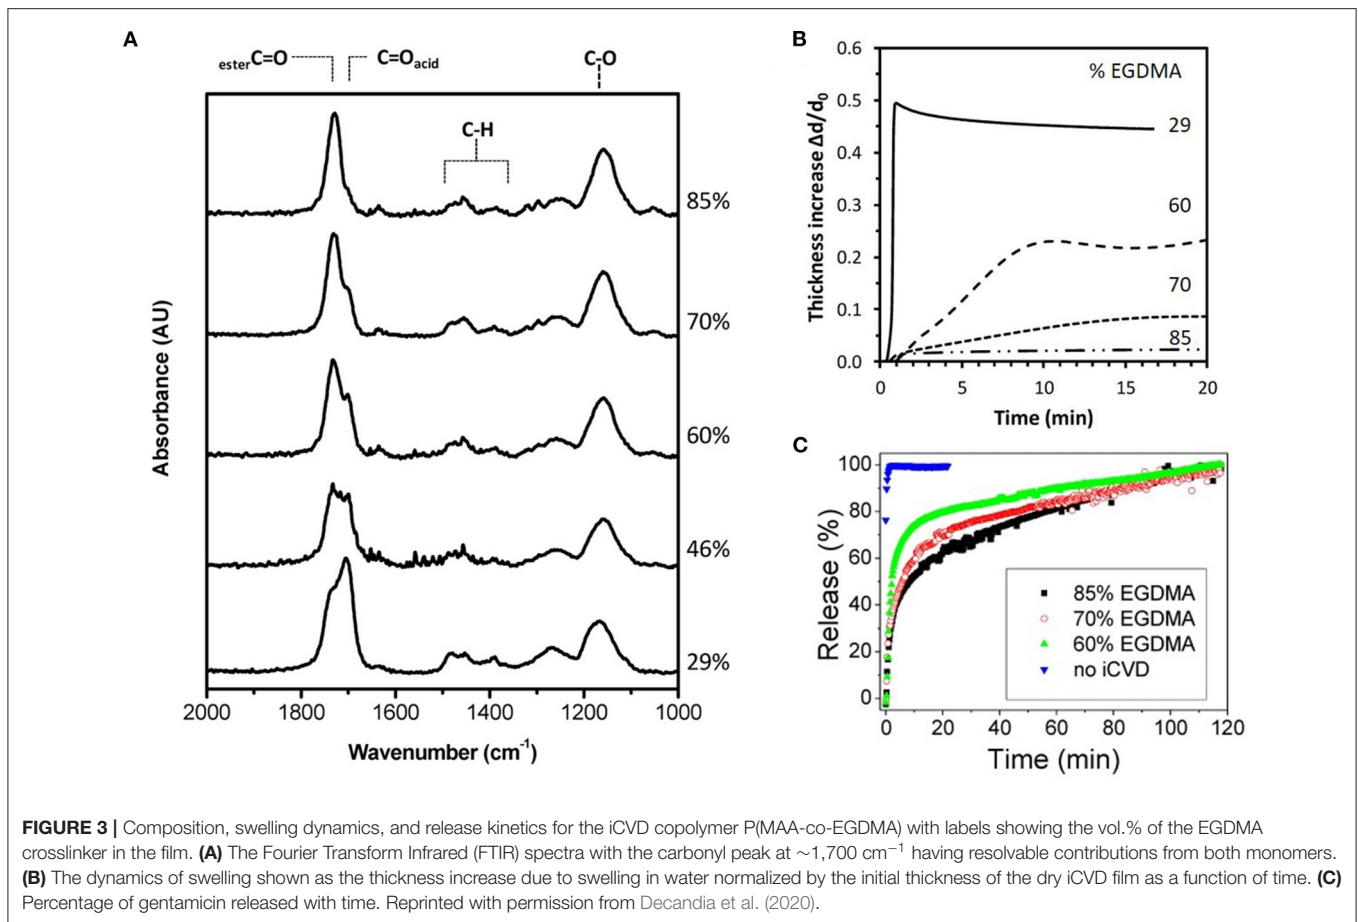 A
esterC=O
C=Oacid
C-O
C-H
85%
70%
60%
46%
29%
Absorbance (AU)
2000 1800 1600 1400 1200 1000
Wavenumber (cm-1)
B
0.6
0.5
0.4
0.3
0.2
0.1
0.0
% EGDMA
29
60
70
85
Thickness increase Δd/d0
0 5 10 15 20
Time (min)
C
100
80
60
40
20
0
Release (%)
85% EGDMA
70% EGDMA
60% EGDMA
no iCVD
0 20 40 60 80 100 120
Time (min)
FIGURE 3 | Composition, swelling dynamics, and release kinetics for the iCVD copolymer P(MAA-co-EGDMA) with labels showing the vol.% of the EGDMA
crosslinker in the film. (A) The Fourier Transform Infrared (FTIR) spectra with the carbonyl peak at ~1,700 cm−1 having resolvable contributions from both monomers.
(B) The dynamics of swelling shown as the thickness increase due to swelling in water normalized by the initial thickness of the dry iCVD film as a function of time. (C)
Percentage of gentamicin released with time. Reprinted with permission from Decandia et al. (2020).